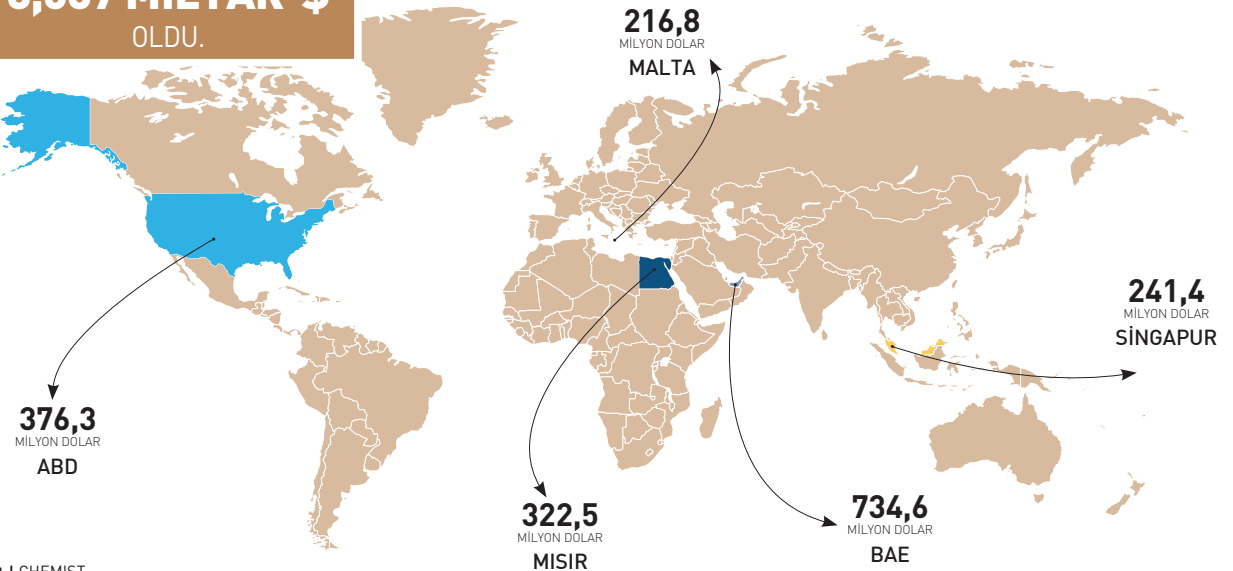 OLDU.
216,8
MİLYON DOLAR
MALTA
241,4
MİLYON DOLAR
SİNGAPUR
376,3
MİLYON DOLAR
ABD
322,5
MİLYON DOLAR
MISIR
734,6
MİLYON DOLAR
BAE